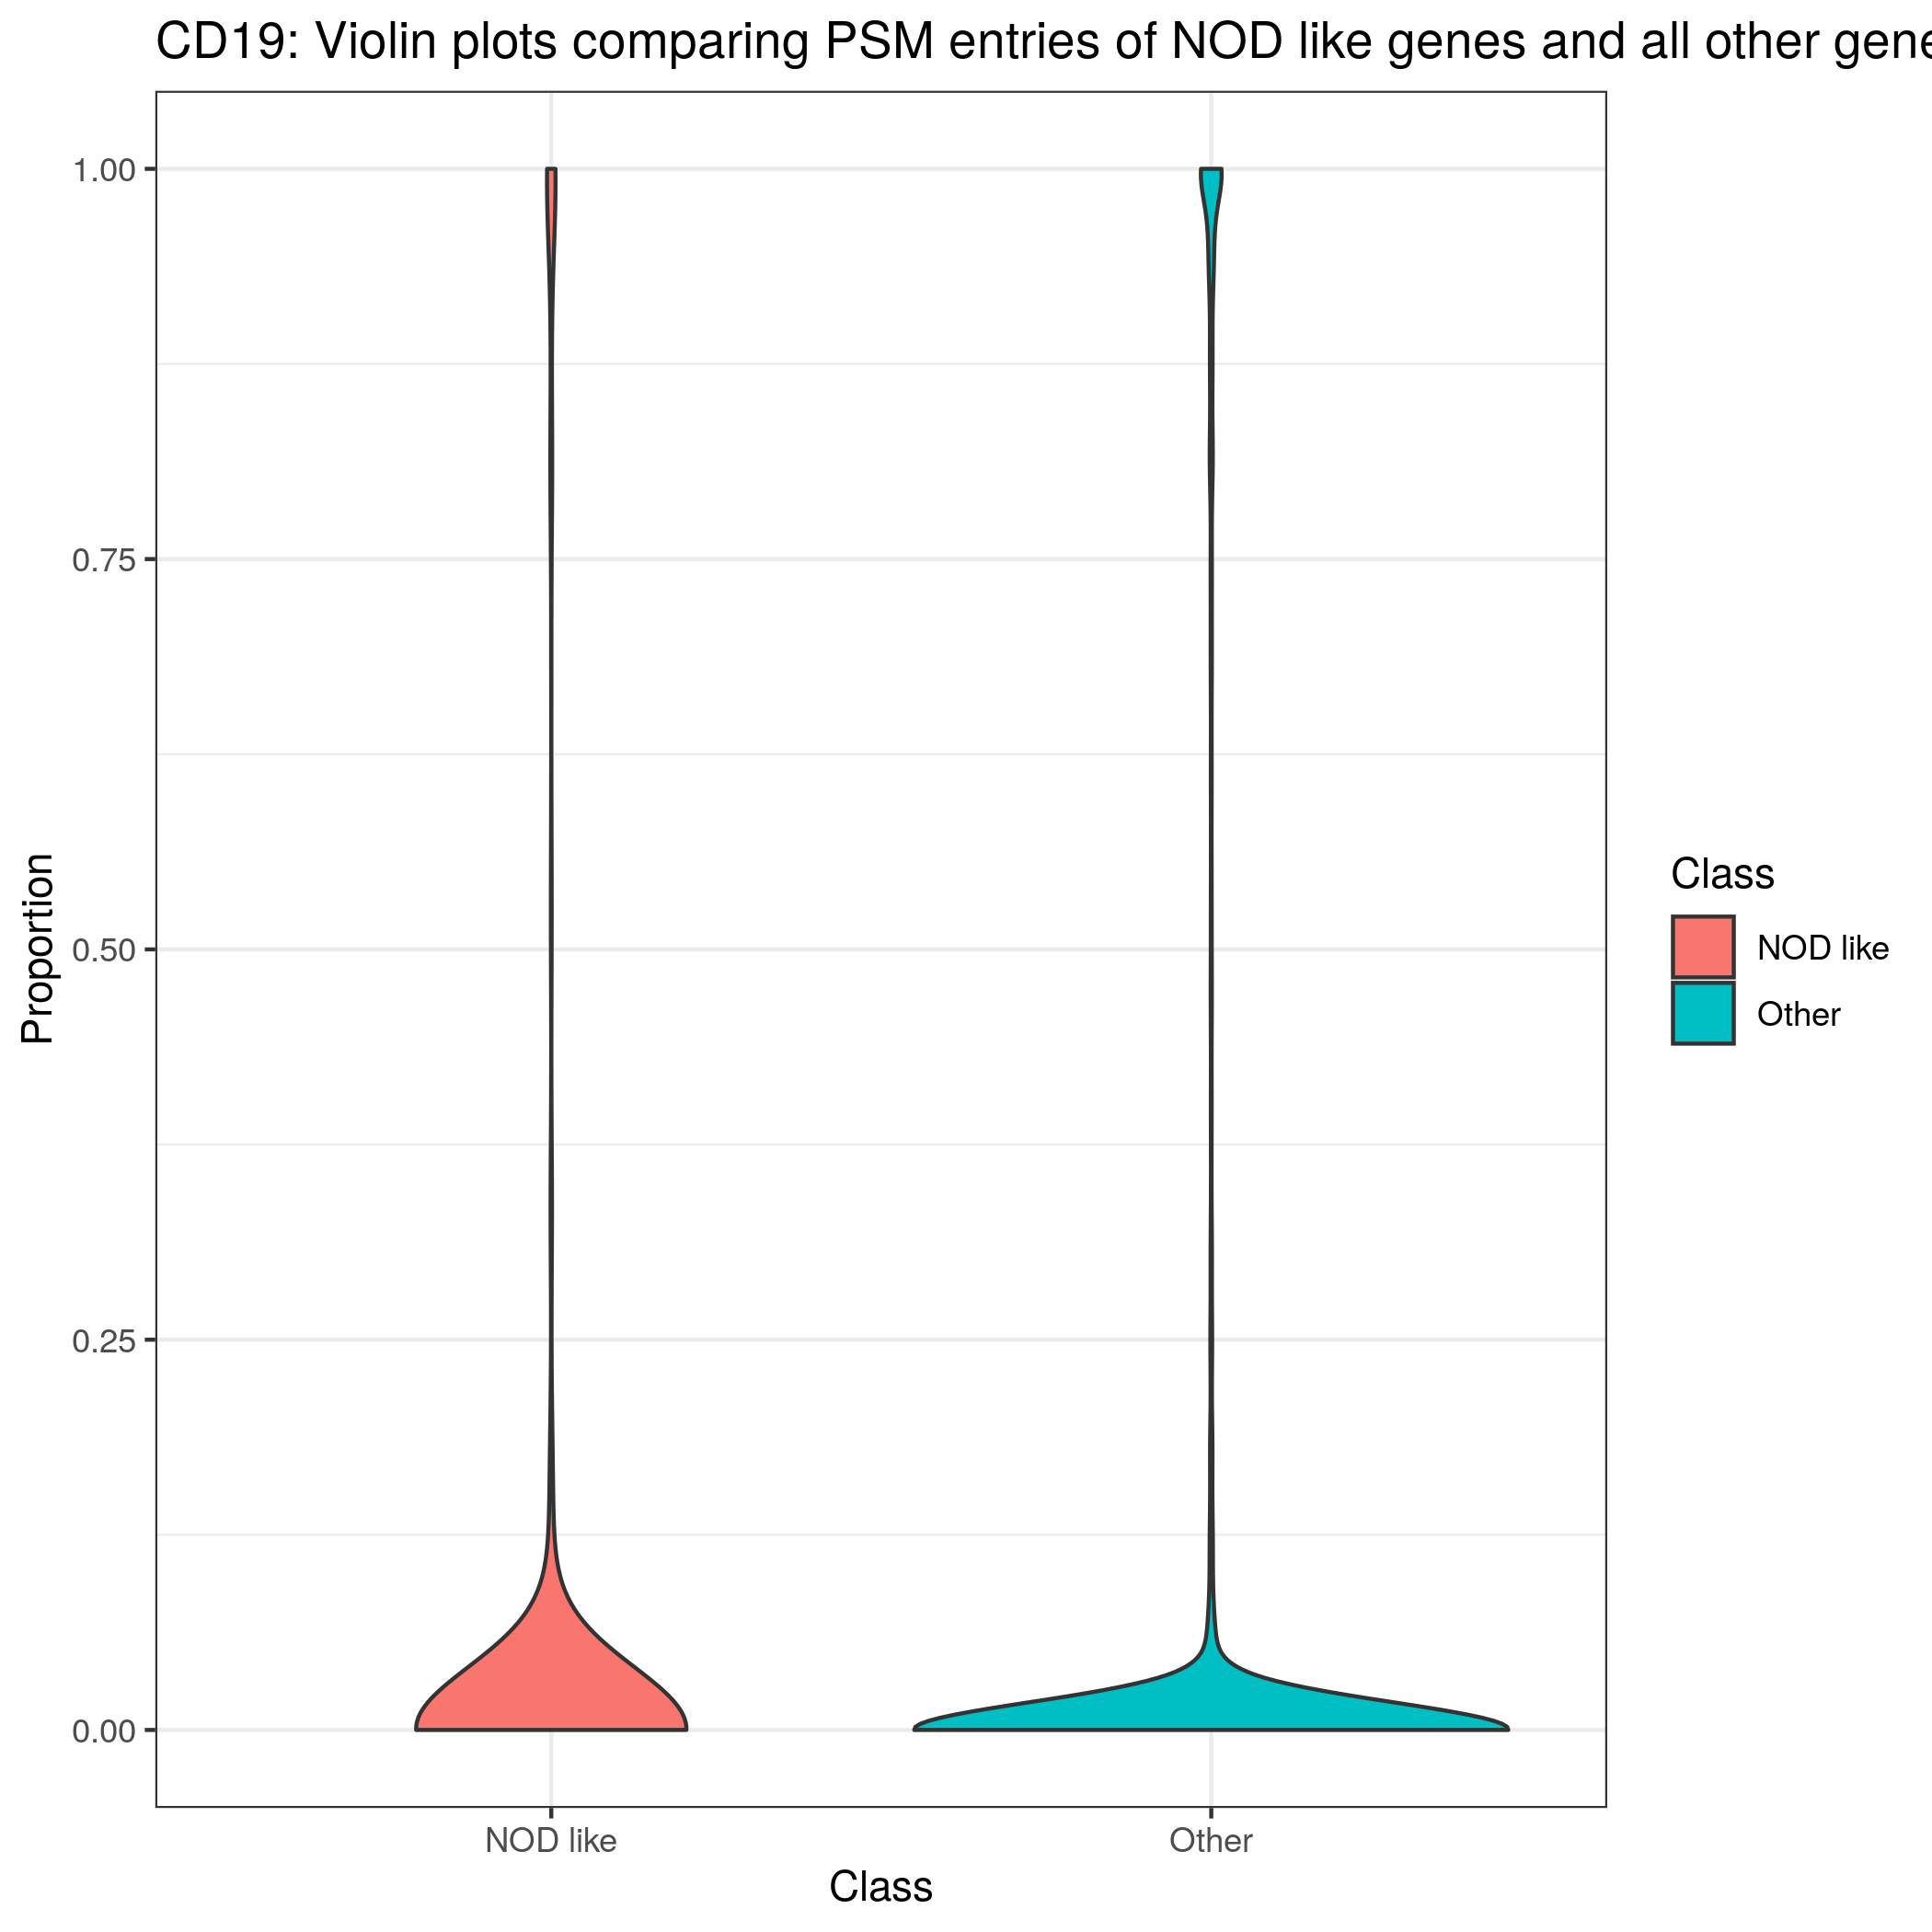 CD19: Violin plots comparing PSM entries of NOD like genes and all other gene
1.00
0.75
0.50
0.25
0.00
Proportion
NOD like
Other
Class
Class
NOD like
Other